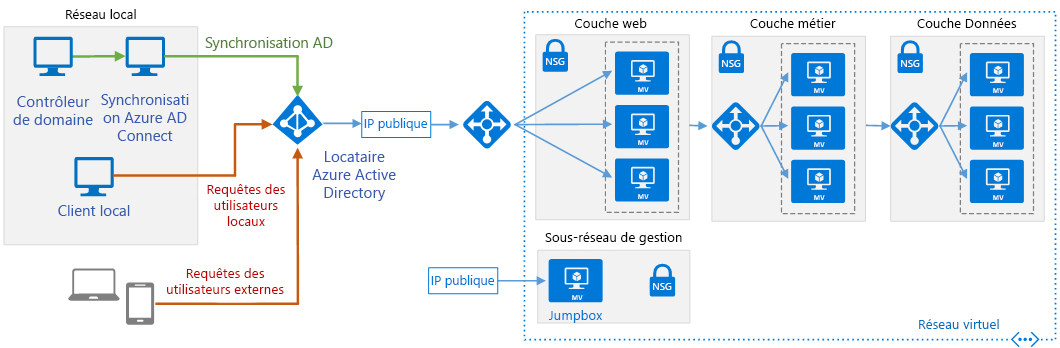 Réseau local
Contrôleur
de domaine
Synchronisati
on Azure AD
Connect
Client local
Synchronisation AD
Requêtes des
utilisateurs
locaux
Requêtes des
utilisateurs externes
Locataire
Azure Active
Directory
IP publique
Couche web
NSG
MV
MV
MV
Couche métier
NSG
MV
MV
MV
Couche Données
NSG
MV
MV
MV
Sous-réseau de gestion
IP publique
MV
Jumpbox
NSG
Réseau virtuel